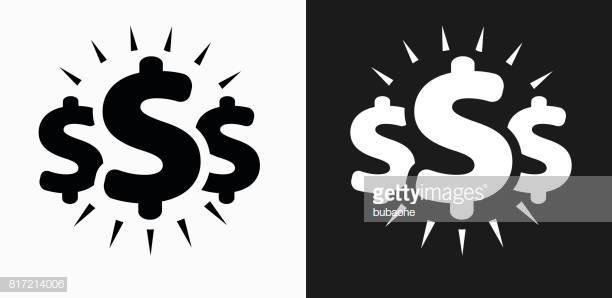 $ $ $
$ $ $
gettyimages®
bubaone
817214006